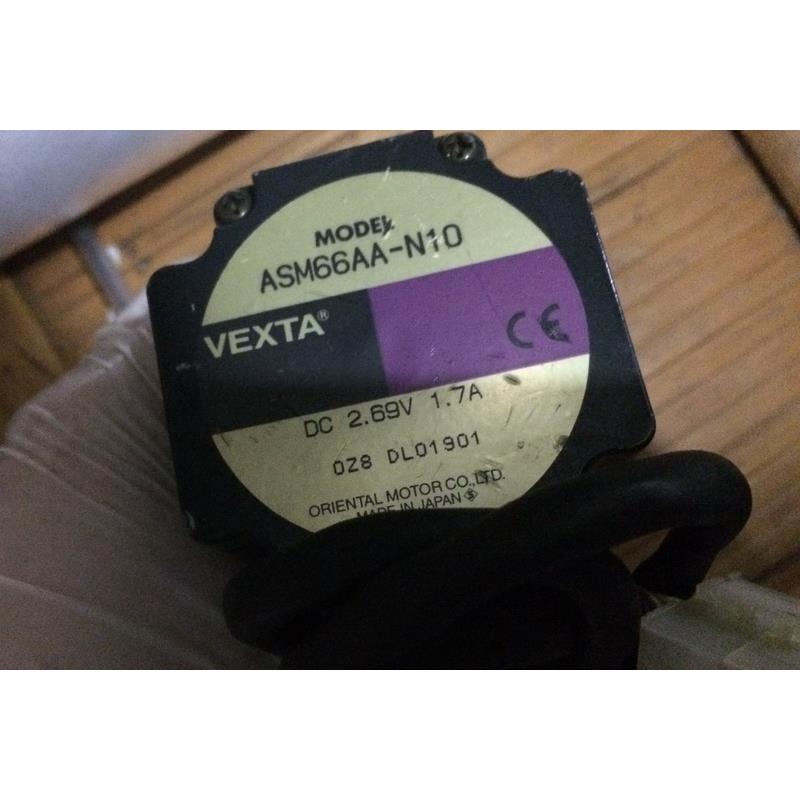 MODEL
ASM66AA-N10
VEXTA®
CE
DC 2.69V 1.7A
0Z8 DL01901
ORIENTAL MOTOR CO.,LTD.
MADE IN JAPAN Ⓢ